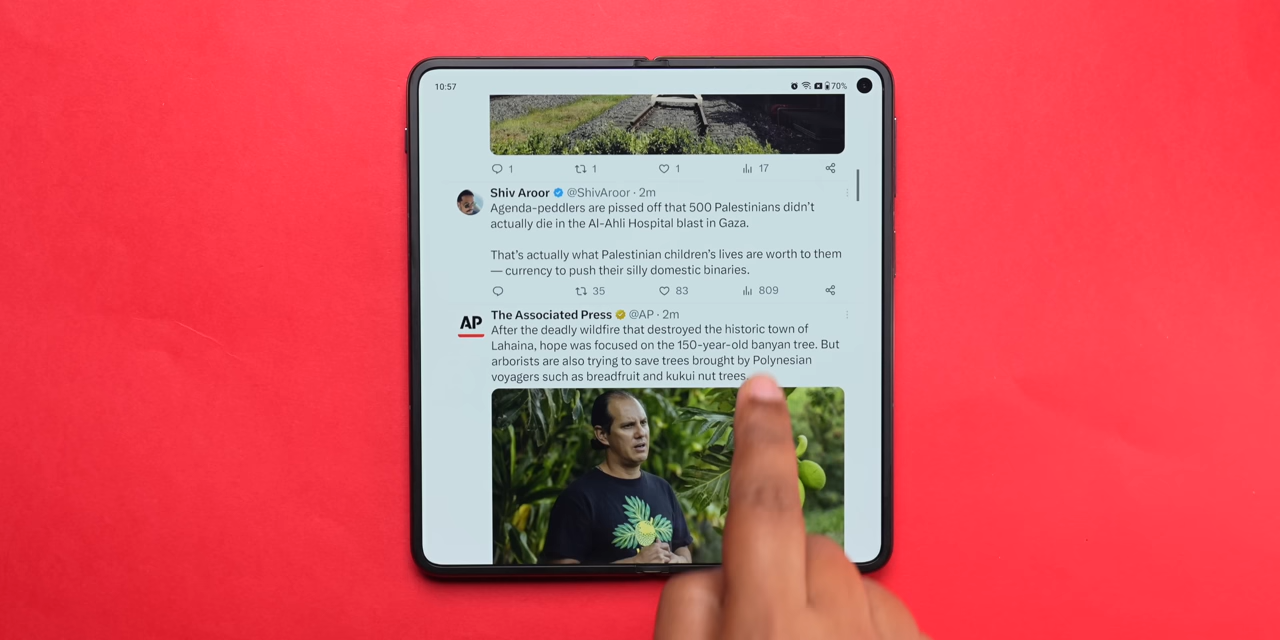 10:57
70%
1 1 1 17
Shiv Aroor @ShivAroor · 2m
Agenda-peddlers are pissed off that 500 Palestinians didn’t
actually die in the Al-Ahli Hospital blast in Gaza.
That’s actually what Palestinian children’s lives are worth to them
— currency to push their silly domestic binaries.
35 83 809
AP
The Associated Press @AP · 2m
After the deadly wildfire that destroyed the historic town of
Lahaina, hope was focused on the 150-year-old banyan tree. But
arborists are also trying to save trees brought by Polynesian
voyagers such as breadfruit and kukui nut trees.